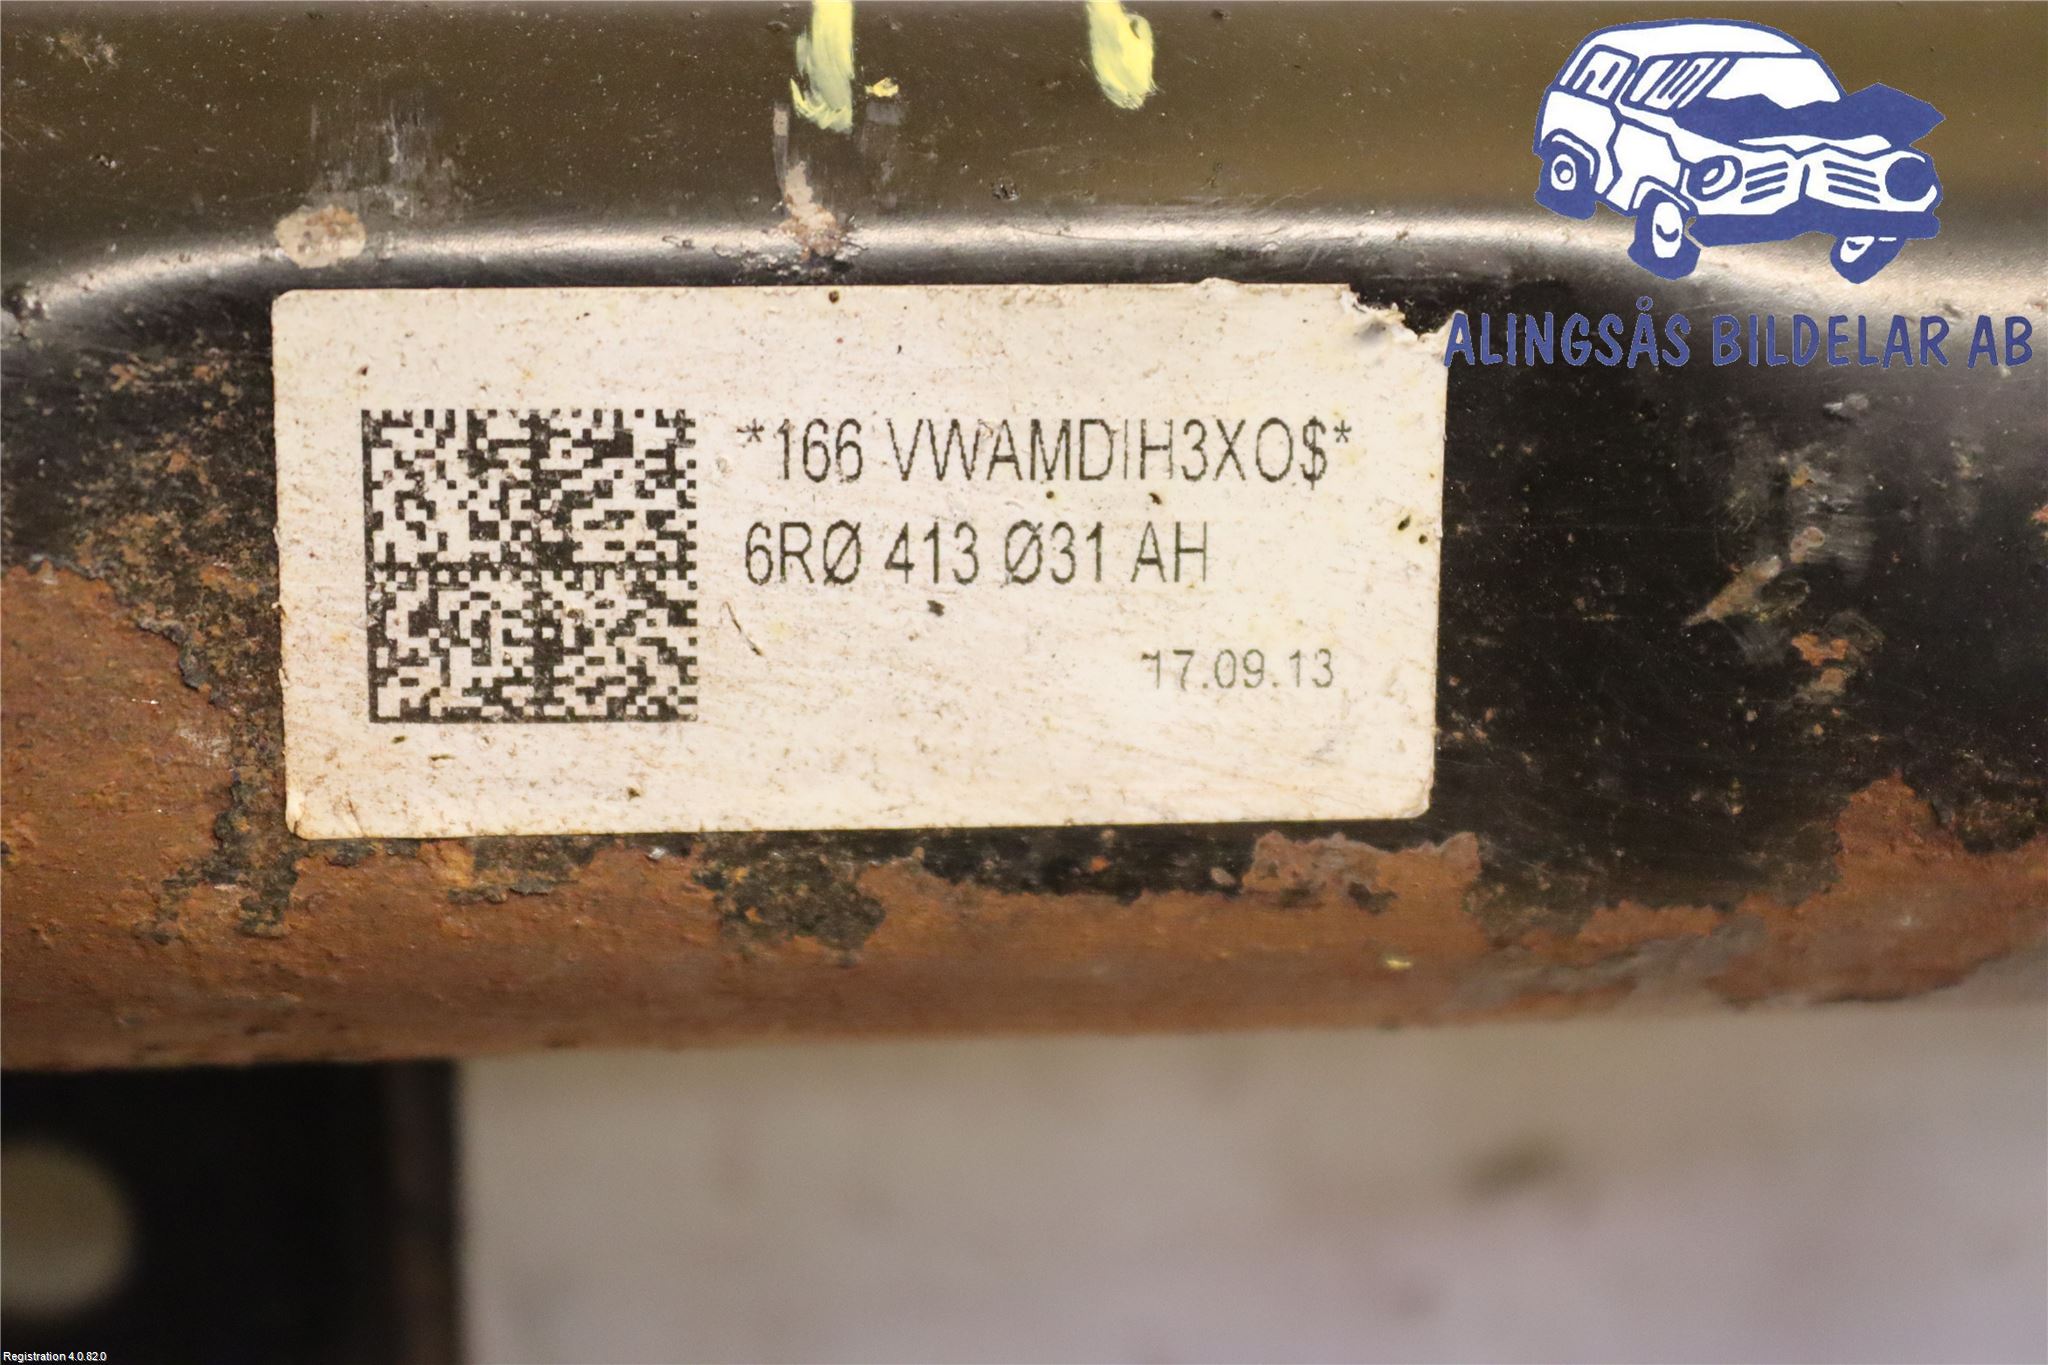 ALINGSÅS BILDELAR AB
*166 VWAMDIH3XO$*
6RØ 413 Ø31 AH
17.09.13
Registration 4.0.82.0